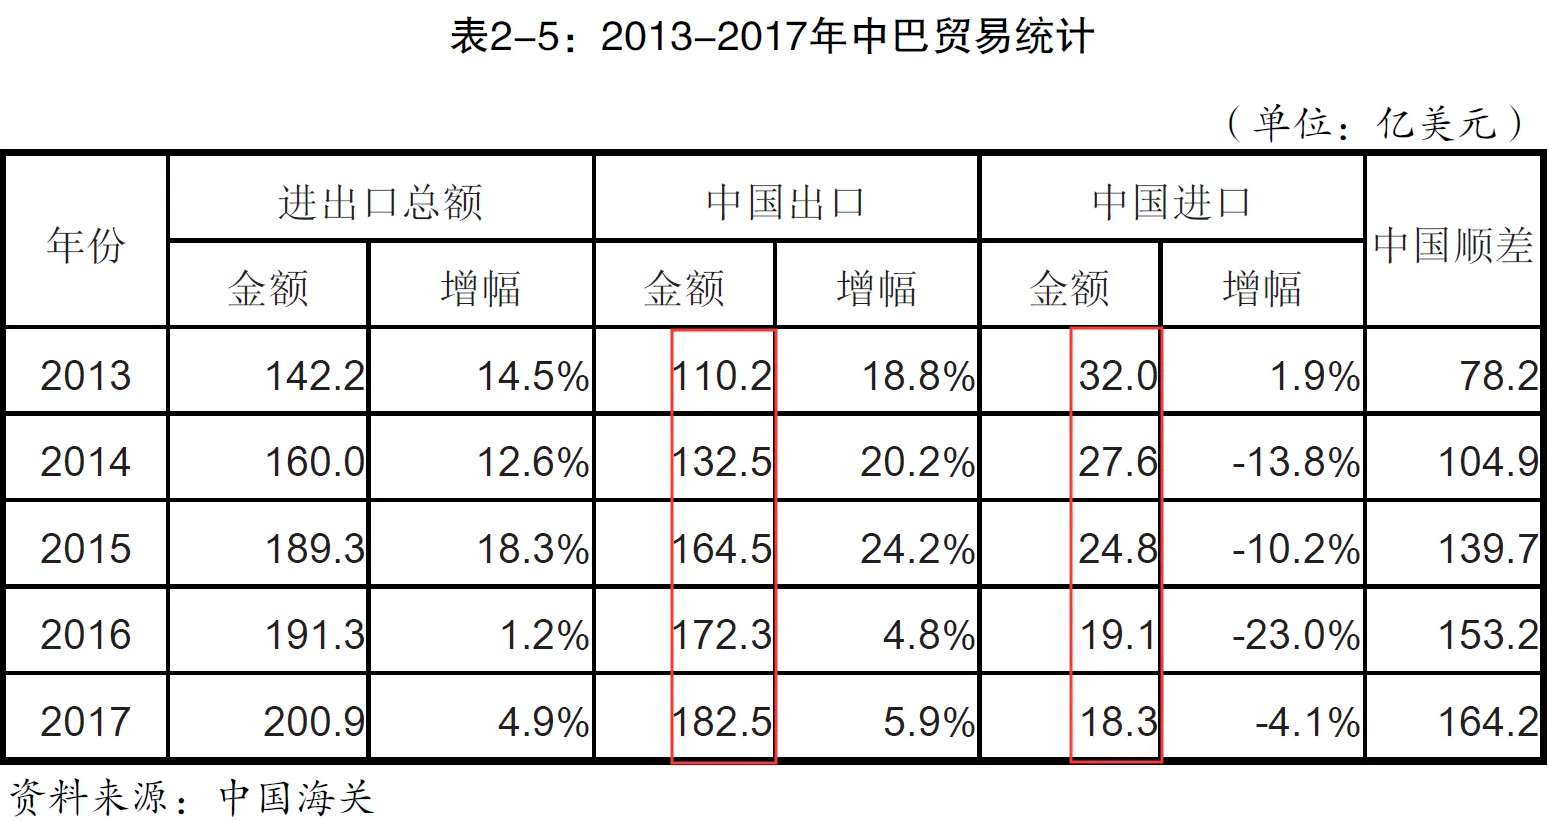 表2-5：2013-2017年中巴贸易统计
（单位：亿美元）
年份 进出口总额 中国出口 中国进口 中国顺差
金额 增幅 金额 增幅 金额 增幅
2013 142.2 14.5% 110.2 18.8% 32.0 1.9% 78.2
2014 160.0 12.6% 132.5 20.2% 27.6 -13.8% 104.9
2015 189.3 18.3% 164.5 24.2% 24.8 -10.2% 139.7
2016 191.3 1.2% 172.3 4.8% 19.1 -23.0% 153.2
2017 200.9 4.9% 182.5 5.9% 18.3 -4.1% 164.2
资料来源：中国海关